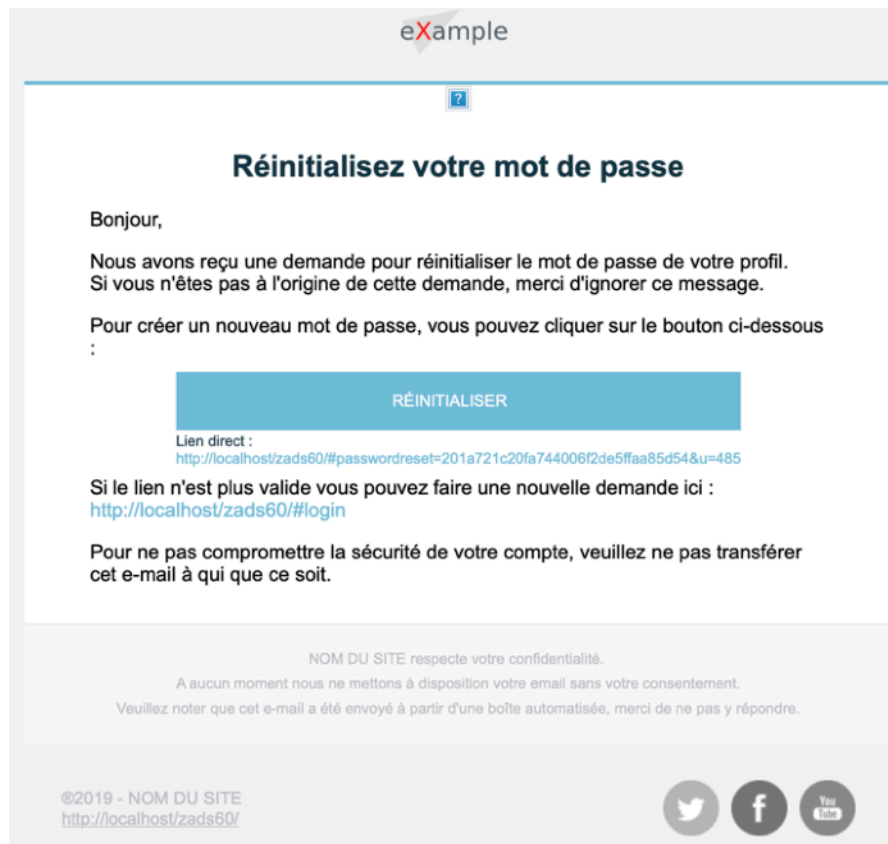 eXample
?
Réinitialisez votre mot de passe
Bonjour,
Nous avons reçu une demande pour réinitialiser le mot de passe de votre profil.
Si vous n'êtes pas à l'origine de cette demande, merci d'ignorer ce message.
Pour créer un nouveau mot de passe, vous pouvez cliquer sur le bouton ci-dessous
:
RÉINITIALISER
Lien direct :
http://localhost/zads60/#passwordreset=201a721c20fa744006f2de5ffaa85d54&u=485
Si le lien n'est plus valide vous pouvez faire une nouvelle demande ici :
http://localhost/zads60/#login
Pour ne pas compromettre la sécurité de votre compte, veuillez ne pas transférer
cet e-mail à qui que ce soit.
NOM DU SITE respecte votre confidentialité.
A aucun moment nous ne mettons à disposition votre email sans votre consentement.
Veuillez noter que cet e-mail a été envoyé à partir d'une boîte automatisée, merci de ne pas y répondre.
®2019 - NOM DU SITE
http://localhost/zads60/
f
You
Tube